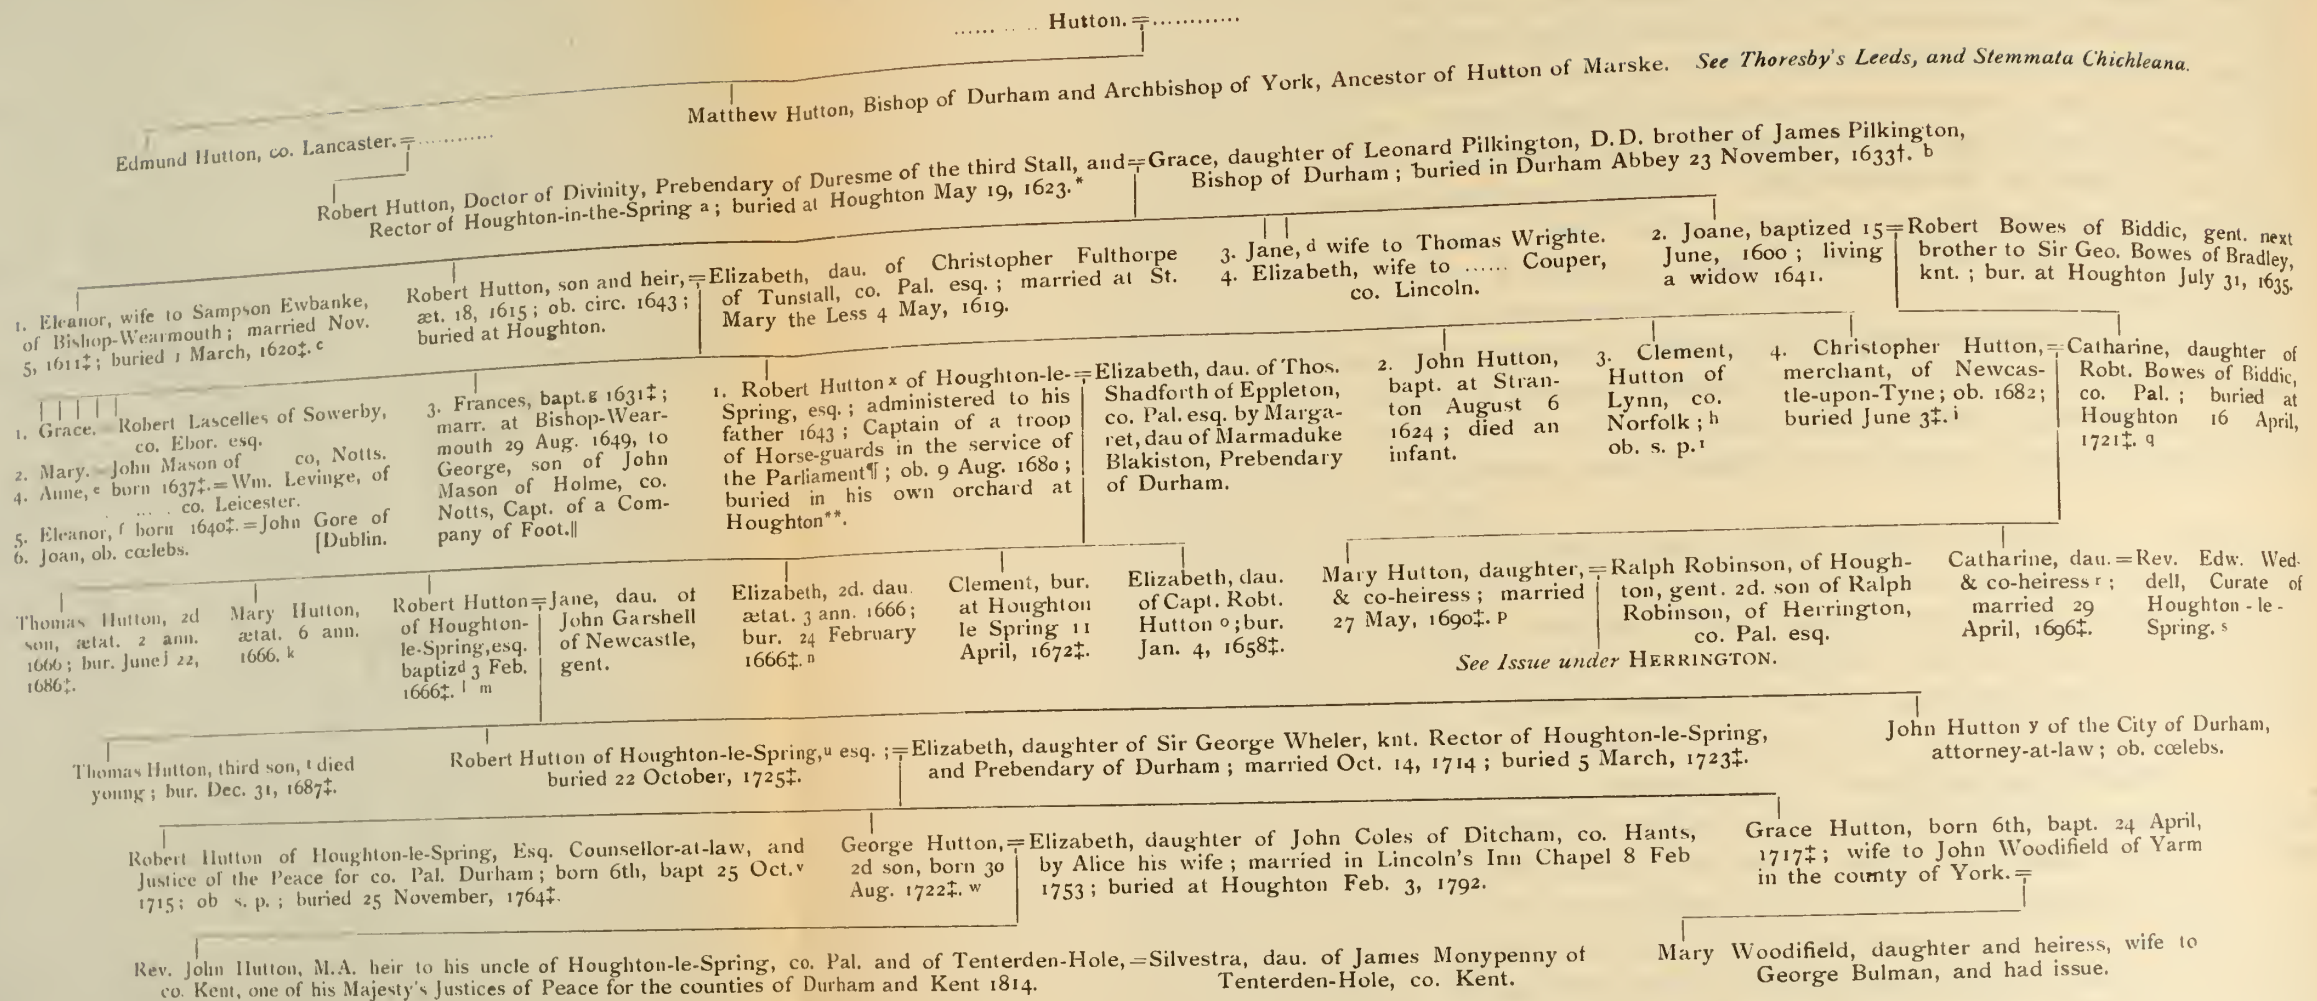 ...... .. .. Hutton.=............
Matthew Hutton, Bishop of Durham and Archbishop of York, Ancestor of Hutton of Marske. See Thoresby's Leeds, and Stemmata Chichleana.
Edmund Hutton, co. Lancaster.=............
Robert Hutton, Doctor of Divinity, Prebendary of Duresme of the third Stall, and
Rector of Houghton-in-the-Spring a; buried at Houghton May 19, 1623.*
=Grace, daughter of Leonard Pilkington, D.D. brother of James Pilkington,
Bishop of Durham; buried in Durham Abbey 23 November, 1633†. b
1. Eleanor, wife to Sampson Ewbanke,
of Bishop-Wearmouth; married Nov.
5, 1611‡; buried 1 March, 1620‡. c
Robert Hutton, son and heir,
æt. 18, 1615; ob. circ. 1643;
buried at Houghton.
=Elizabeth, dau. of Christopher Fulthorpe
of Tunstall, co. Pal. esq.; married at St.
Mary the Less 4 May, 1619.
3. Jane, d wife to Thomas Wrighte.
4. Elizabeth, wife to ...... Couper,
co. Lincoln.
2. Joane, baptized 15
June, 1600; living
a widow 1641.
=Robert Bowes of Biddic, gent. next
brother to Sir Geo. Bowes of Bradley,
knt.; bur. at Houghton July 31, 1635.
1. Grace. Robert Lascelles of Sowerby,
co. Ebor. esq.
2. Mary. John Mason of co, Notts.
4. Anne, e born 1637‡.=Wm. Levinge, of
... co. Leicester.
5. Eleanor, f born 1640‡.=John Gore of
6. Joan, ob. cœlebs. [Dublin.
3. Frances, bapt. g 1631‡;
marr. at Bishop-Wear-
mouth 29 Aug. 1649, to
George, son of John
Mason of Holme, co.
Notts, Capt. of a Com-
pany of Foot.‖
1. Robert Hutton x of Houghton-le-
Spring, esq.; administered to his
father 1643; Captain of a troop
of Horse-guards in the service of
the Parliament¶; ob. 9 Aug. 1680;
buried in his own orchard at
Houghton**.
=Elizabeth, dau. of Thos.
Shadforth of Eppleton,
co. Pal. esq. by Marga-
ret, dau of Marmaduke
Blakiston, Prebendary
of Durham.
2. John Hutton,
bapt. at Stran-
ton August 6
1624; died an
infant.
3. Clement,
Hutton of
Lynn, co.
Norfolk; h
ob. s. p. ı
4. Christopher Hutton,
merchant, of Newcas-
tle-upon-Tyne; ob. 1682;
buried June 3‡. i
=Catharine, daughter of
Robt. Bowes of Biddic,
co. Pal.; buried at
Houghton 16 April,
1721‡. q
Thomas Hutton, 2d
son, ætat. 2 ann.
1666; bur. June j 22,
1686‡.
Mary Hutton,
ætat. 6 ann.
1666. k
Robert Hutton
of Houghton-
le-Spring, esq.
baptizd 3 Feb.
1666‡. l m
=Jane, dau. of
John Garshell
of Newcastle,
gent.
Elizabeth, 2d. dau.
ætat. 3 ann. 1666;
bur. 24 February
1666‡. n
Clement, bur.
at Houghton
le Spring 11
April, 1672‡.
Elizabeth, dau.
of Capt. Robt.
Hutton o; bur.
Jan. 4, 1658‡.
Mary Hutton, daughter,
& co-heiress; married
27 May, 1690‡. p
=Ralph Robinson, of Hough-
ton, gent. 2d. son of Ralph
Robinson, of Herrington,
co. Pal. esq.
See Issue under HERRINGTON.
Catharine, dau.
& co-heiress r;
married 29
April, 1696‡.
=Rev. Edw. Wed-
dell, Curate of
Houghton-le-
Spring. s
Thomas Hutton, third son, t died
young; bur. Dec. 31, 1687‡.
Robert Hutton of Houghton-le-Spring, u esq.;
buried 22 October, 1725‡.
=Elizabeth, daughter of Sir George Wheler, knt. Rector of Houghton-le-Spring,
and Prebendary of Durham; married Oct. 14, 1714; buried 5 March, 1723‡.
John Hutton y of the City of Durham,
attorney-at-law; ob. cœlebs.
Robert Hutton of Houghton-le-Spring, Esq. Counsellor-at-law, and
Justice of the Peace for co. Pal. Durham; born 6th, bapt 25 Oct. v
1715; ob s. p.; buried 25 November, 1764‡.
George Hutton,
2d son, born 30
Aug. 1722‡. w
=Elizabeth, daughter of John Coles of Ditcham, co. Hants,
by Alice his wife; married in Lincoln's Inn Chapel 8 Feb
1753; buried at Houghton Feb. 3, 1792.
Grace Hutton, born 6th, bapt. 24 April,
1717‡; wife to John Woodifield of Yarm
in the county of York.=
Rev. John Hutton, M.A. heir to his uncle of Houghton-le-Spring, co. Pal. and of Tenterden-Hole,
co. Kent, one of his Majesty's Justices of Peace for the counties of Durham and Kent 1814.
=Silvestra, dau. of James Monypenny of
Tenterden-Hole, co. Kent.
Mary Woodifield, daughter and heiress, wife to
George Bulman, and had issue.